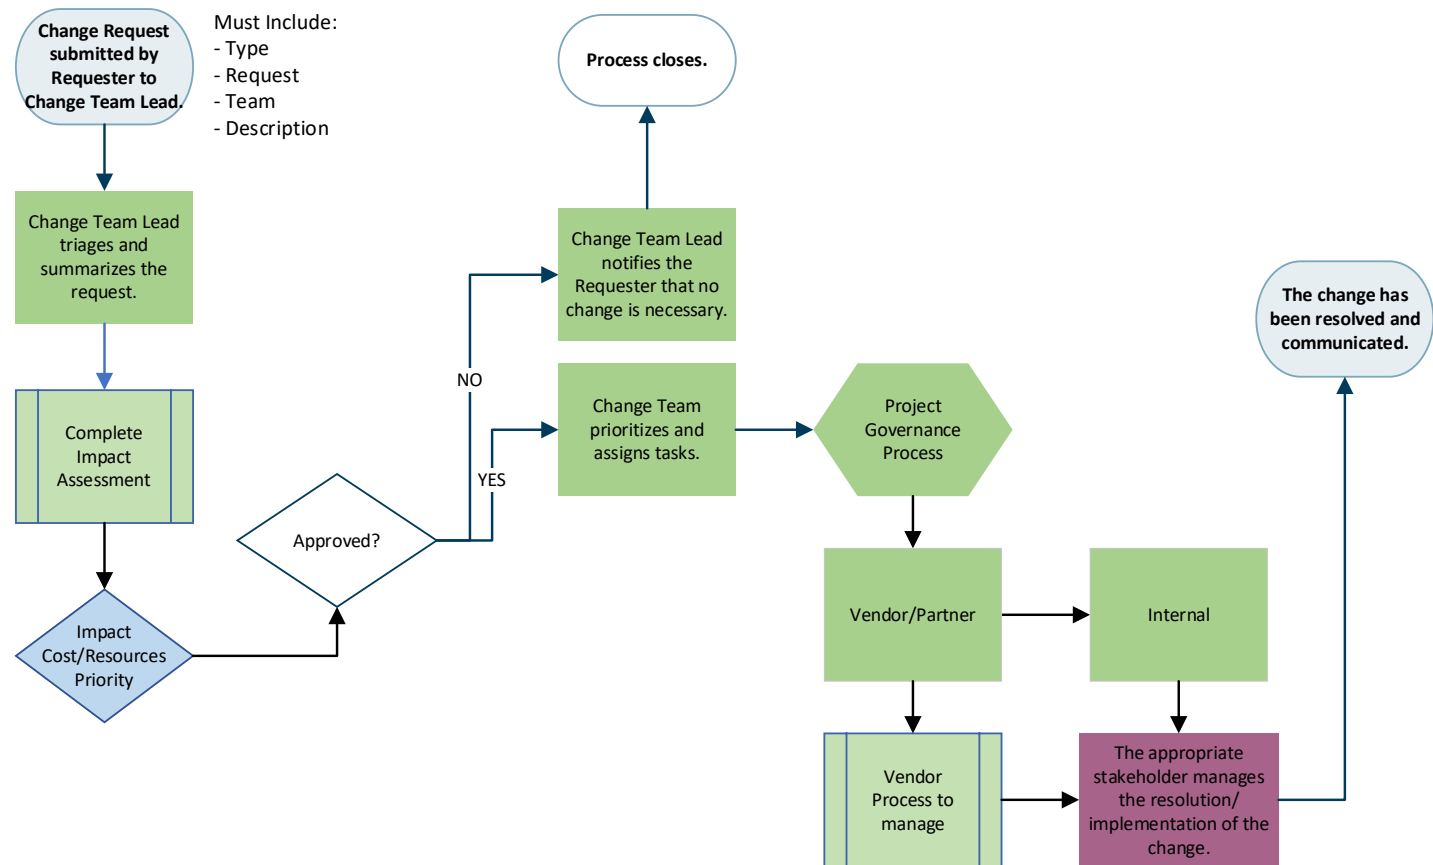 Change Request
submitted by
Requester to
Change Team Lead.
Must Include:
- Type
- Request
- Team
- Description
Process closes.
Change Team Lead
triages and
summarizes the
request.
Change Team Lead
notifies the
Requester that no
change is necessary.
The change has
been resolved and
communicated.
NO
Complete
Impact
Assessment
Change Team
prioritizes and
assigns tasks.
Project
Governance
Process
YES
Approved?
Impact
Cost/Resources
Priority
Vendor/Partner
Internal
Vendor
Process to
manage
The appropriate
stakeholder manages
the resolution/
implementation of the
change.